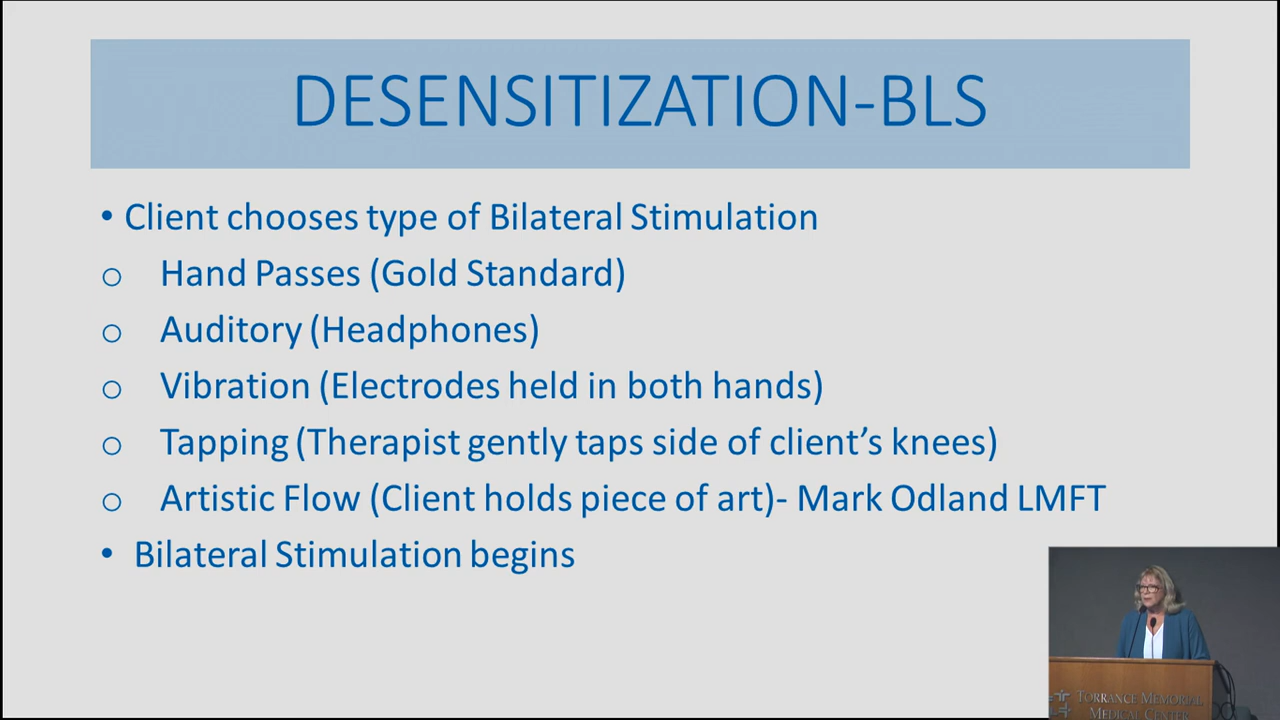 DESENSITIZATION-BLS
• Client chooses type of Bilateral Stimulation
o Hand Passes (Gold Standard)
o Auditory (Headphones)
o Vibration (Electrodes held in both hands)
o Tapping (Therapist gently taps side of client’s knees)
o Artistic Flow (Client holds piece of art)- Mark Odland LMFT
• Bilateral Stimulation begins
TORRANCE MEMORIAL
MEDICAL CENTER